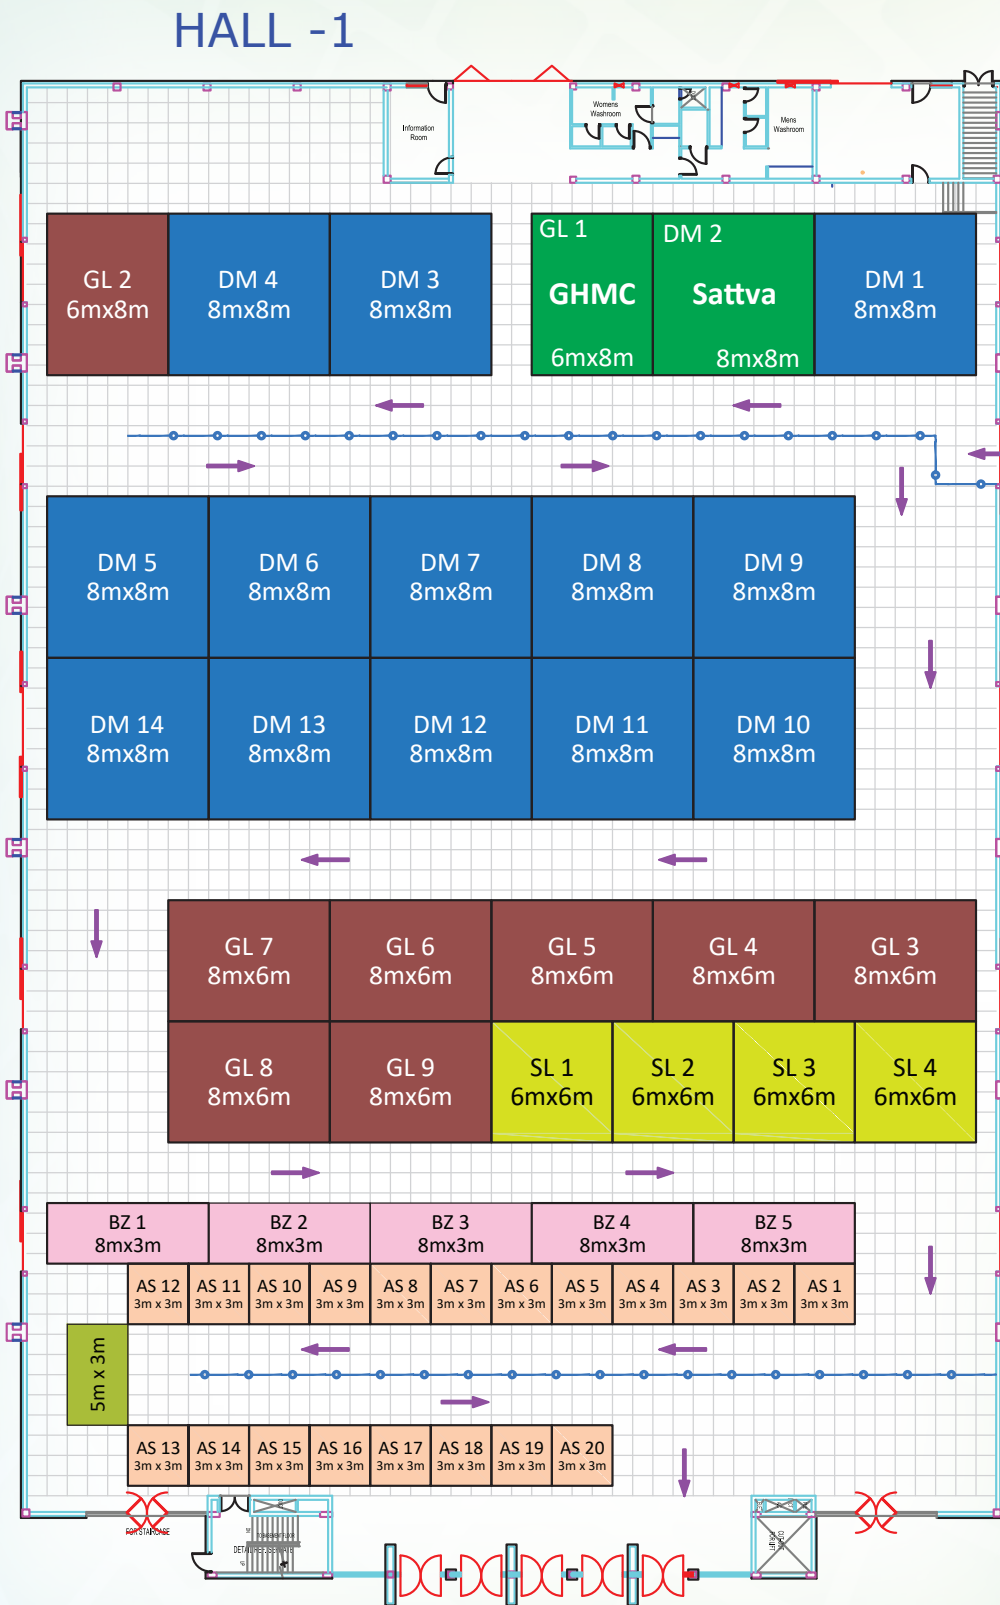 HALL -1
Information
Room
Womens
Washroom
Mens
Washroom
GL 2
6mx8m
DM 4
8mx8m
DM 3
8mx8m
GL 1
GHMC
6mx8m
DM 2
Sattva
8mx8m
DM 1
8mx8m
DM 5
8mx8m
DM 6
8mx8m
DM 7
8mx8m
DM 8
8mx8m
DM 9
8mx8m
DM 14
8mx8m
DM 13
8mx8m
DM 12
8mx8m
DM 11
8mx8m
DM 10
8mx8m
GL 7
8mx6m
GL 6
8mx6m
GL 5
8mx6m
GL 4
8mx6m
GL 3
8mx6m
GL 8
8mx6m
GL 9
8mx6m
SL 1
6mx6m
SL 2
6mx6m
SL 3
6mx6m
SL 4
6mx6m
BZ 1
8mx3m
BZ 2
8mx3m
BZ 3
8mx3m
BZ 4
8mx3m
BZ 5
8mx3m
AS 12
3m x 3m
AS 11
3m x 3m
AS 10
3m x 3m
AS 9
3m x 3m
AS 8
3m x 3m
AS 7
3m x 3m
AS 6
3m x 3m
AS 5
3m x 3m
AS 4
3m x 3m
AS 3
3m x 3m
AS 2
3m x 3m
AS 1
3m x 3m
5m x 3m
AS 13
3m x 3m
AS 14
3m x 3m
AS 15
3m x 3m
AS 16
3m x 3m
AS 17
3m x 3m
AS 18
3m x 3m
AS 19
3m x 3m
AS 20
3m x 3m
FOR STAIRCASE